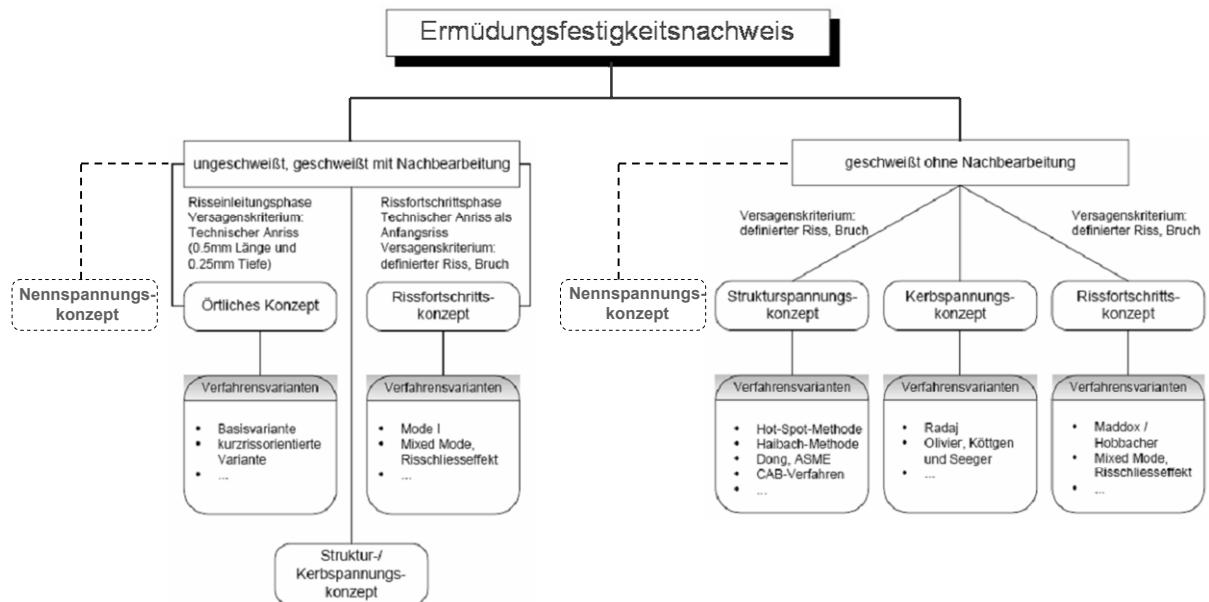 Ermüdungsfestigkeitsnachweis
ungeschweißt, geschweißt mit Nachbearbeitung
Risseinleitungsphase
Versagenskriterium:
Technischer Anriss
(0.5mm Länge und
0.25mm Tiefe)
Rissfortschrittsphase
Technischer Anriss als
Anfangsriss
Versagenskriterium:
definierter Riss, Bruch
Nennspannungs-
konzept
Örtliches Konzept
Rissfortschritts-
konzept
Verfahrensvarianten
• Basisvariante
• kurzrissorientierte
Variante
• ...
Verfahrensvarianten
• Mode I
• Mixed Mode,
Risschliesseffekt
• ...
Struktur-/
Kerbspannungs-
konzept
geschweißt ohne Nachbearbeitung
Versagenskriterium:
definierter Riss, Bruch
Versagenskriterium:
definierter Riss, Bruch
Nennspannungs-
konzept
Strukturspannungs-
konzept
Kerbspannungs-
konzept
Rissfortschritts-
konzept
Verfahrensvarianten
• Hot-Spot-Methode
• Haibach-Methode
• Dong, ASME
• CAB-Verfahren
• ...
Verfahrensvarianten
• Radaj
• Olivier, Köttgen
und Seeger
• ...
Verfahrensvarianten
• Maddox /
Hobbacher
• Mixed Mode,
Risschliesseffekt
• ...